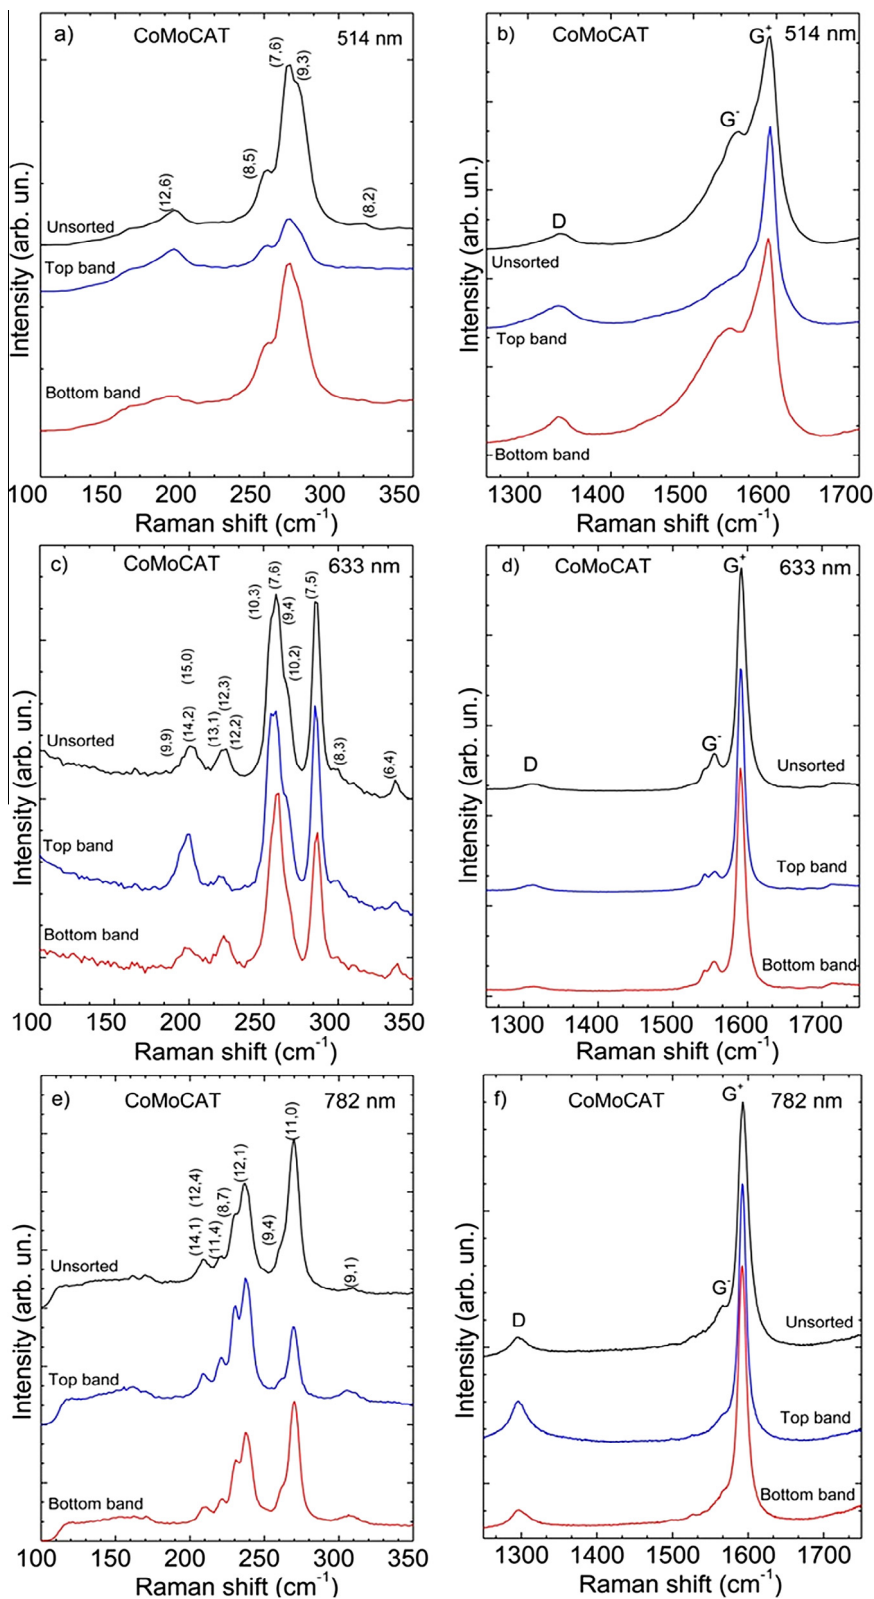 a) CoMoCAT 514 nm
(7,6)
(9,3)
(8,5)
(12,6)
(8,2)
Unsorted
Top band
Bottom band
Intensity (arb. un.)
100 150 200 250 300 350
Raman shift (cm⁻¹)
b) CoMoCAT G⁺ 514 nm
G⁻
D
Unsorted
Top band
Bottom band
Intensity (arb. un.)
1300 1400 1500 1600 1700
Raman shift (cm⁻¹)
c) CoMoCAT 633 nm
(7,6)
(7,5)
(10,3)
(9,4)
(10,2)
(15,0)
(12,3)
(14,2)
(13,1)
(12,2)
(9,9)
(8,3)
(6,4)
Unsorted
Top band
Bottom band
Intensity (arb. un.)
100 150 200 250 300 350
Raman shift (cm⁻¹)
d) CoMoCAT G⁺ 633 nm
G⁻
D
Unsorted
Top band
Bottom band
Intensity (arb. un.)
1300 1400 1500 1600 1700
Raman shift (cm⁻¹)
e) CoMoCAT 782 nm
(11,0)
(12,1)
(12,4)
(8,7)
(14,1)
(11,4)
(9,4)
(9,1)
Unsorted
Top band
Bottom band
Intensity (arb. un.)
100 150 200 250 300 350
Raman shift (cm⁻¹)
f) CoMoCAT G⁺ 782 nm
G⁻
D
Unsorted
Top band
Bottom band
Intensity (arb. un.)
1300 1400 1500 1600 1700
Raman shift (cm⁻¹)